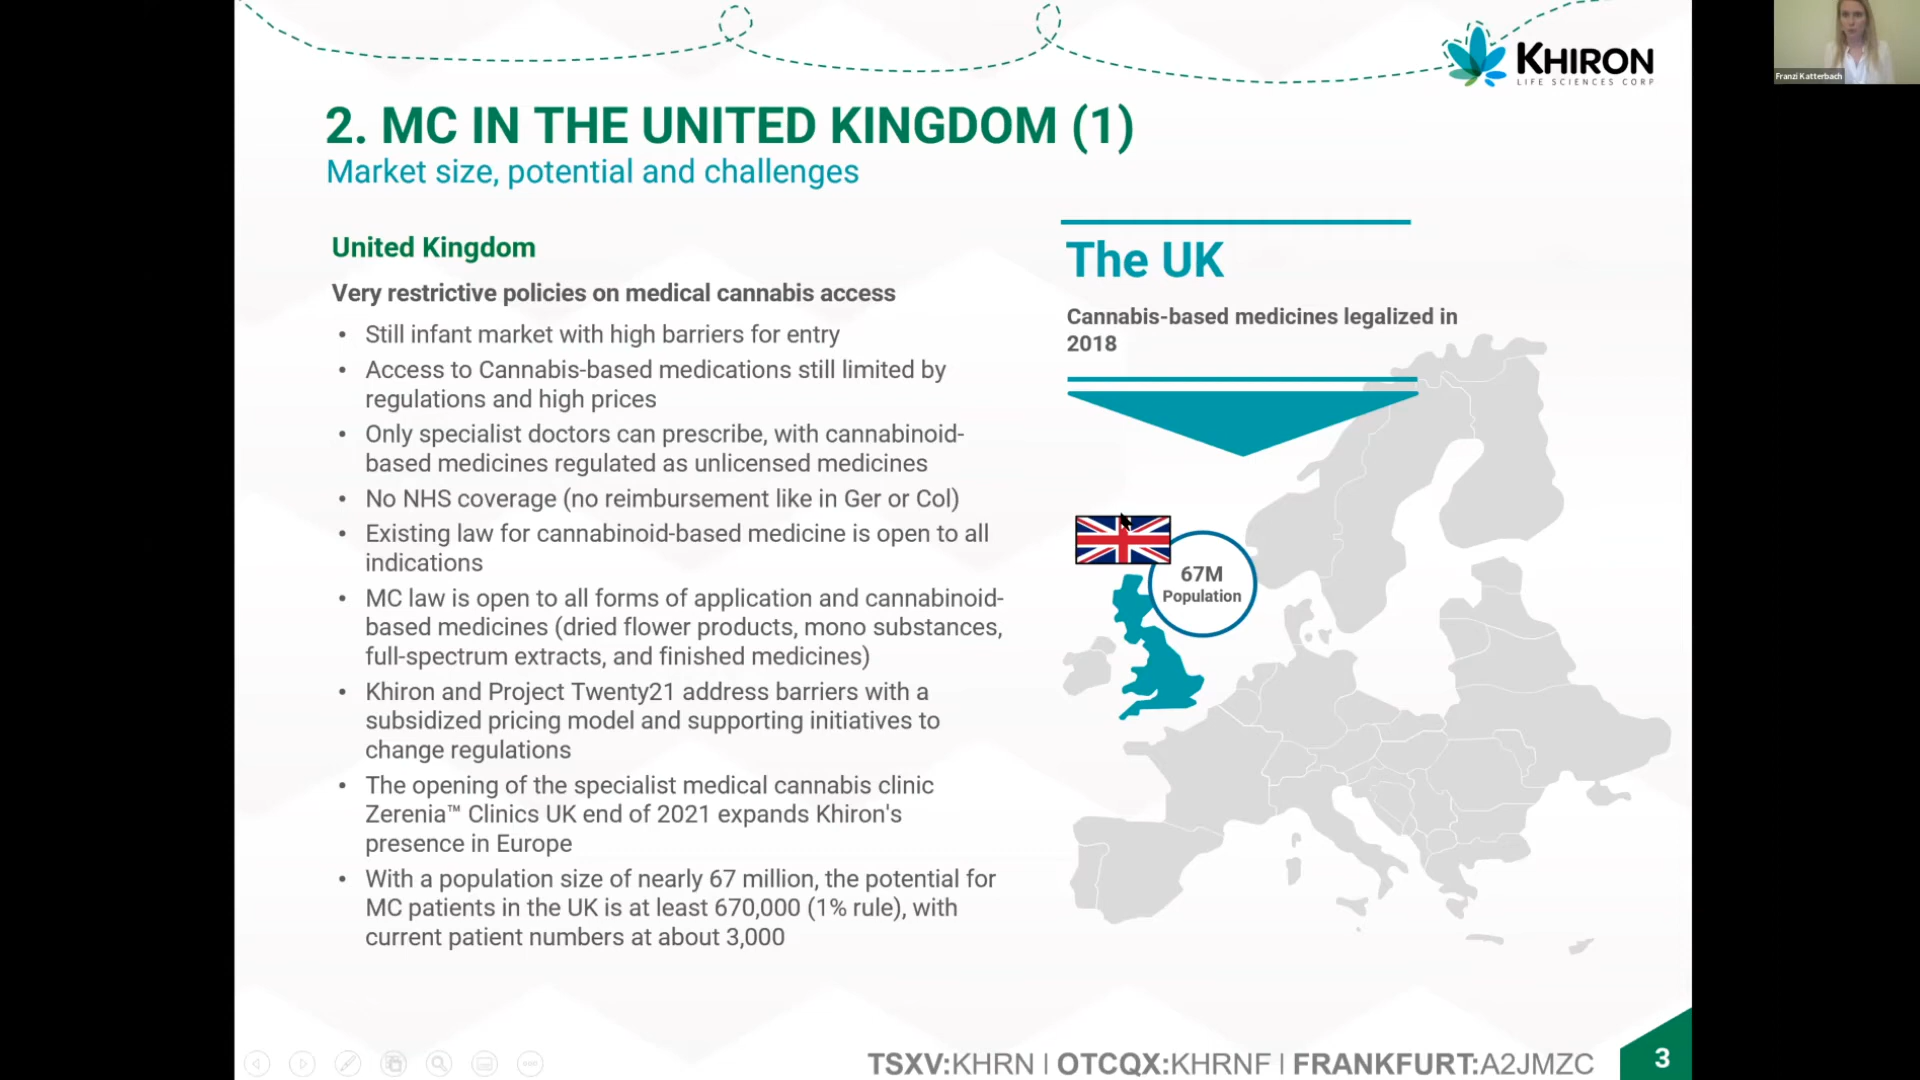 KHIRON
LIFE SCIENCES CORP
Franzi Katterbach
2. MC IN THE UNITED KINGDOM (1)
Market size, potential and challenges
United Kingdom
Very restrictive policies on medical cannabis access
• Still infant market with high barriers for entry
• Access to Cannabis-based medications still limited by
regulations and high prices
• Only specialist doctors can prescribe, with cannabinoid-
based medicines regulated as unlicensed medicines
• No NHS coverage (no reimbursement like in Ger or Col)
• Existing law for cannabinoid-based medicine is open to all
indications
• MC law is open to all forms of application and cannabinoid-
based medicines (dried flower products, mono substances,
full-spectrum extracts, and finished medicines)
• Khiron and Project Twenty21 address barriers with a
subsidized pricing model and supporting initiatives to
change regulations
• The opening of the specialist medical cannabis clinic
Zerenia™ Clinics UK end of 2021 expands Khiron's
presence in Europe
• With a population size of nearly 67 million, the potential for
MC patients in the UK is at least 670,000 (1% rule), with
current patient numbers at about 3,000
The UK
Cannabis-based medicines legalized in
2018
67M
Population
TSXV:KHRN | OTCQX:KHRNF | FRANKFURT:A2JMZC
3